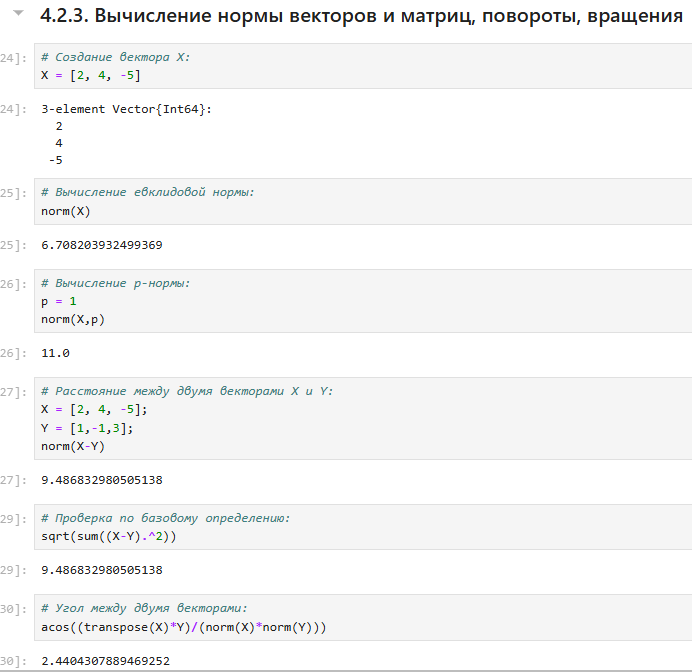 4.2.3. Вычисление нормы векторов и матриц, повороты, вращения
24]: # Создание вектора X:
X = [2, 4, -5]
24]: 3-element Vector{Int64}:
2
4
-5
25]: # Вычисление евклидовой нормы:
norm(X)
25]: 6.708203932499369
26]: # Вычисление p-нормы:
p = 1
norm(X,p)
26]: 11.0
27]: # Расстояние между двумя векторами X и Y:
X = [2, 4, -5];
Y = [1,-1,3];
norm(X-Y)
27]: 9.486832980505138
29]: # Проверка по базовому определению:
sqrt(sum((X-Y).^2))
29]: 9.486832980505138
30]: # Угол между двумя векторами:
acos((transpose(X)*Y)/(norm(X)*norm(Y)))
30]: 2.4404307889469252